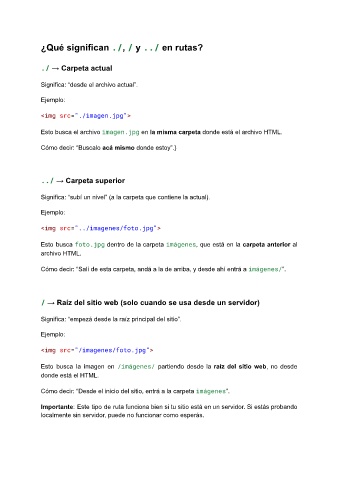 ¿Qué significan ./, / y ../ en rutas?
./ → Carpeta actual
Significa: “desde el archivo actual”.
Ejemplo:
<img src="./imagen.jpg">
Esto busca el archivo imagen.jpg en la misma carpeta donde está el archivo HTML.
Cómo decir: “Buscalo acá mismo donde estoy”.}
../ → Carpeta superior
Significa: “subí un nivel” (a la carpeta que contiene la actual).
Ejemplo:
<img src="../imagenes/foto.jpg">
Esto busca foto.jpg dentro de la carpeta imágenes, que está en la carpeta anterior al
archivo HTML.
Cómo decir: “Salí de esta carpeta, andá a la de arriba, y desde ahí entrá a imágenes/”.
/ → Raíz del sitio web (solo cuando se usa desde un servidor)
Significa: “empezá desde la raíz principal del sitio”.
Ejemplo:
<img src="/imagenes/foto.jpg">
Esto busca la imagen en /imágenes/ partiendo desde la raíz del sitio web, no desde
donde está el HTML.
Cómo decir: “Desde el inicio del sitio, entrá a la carpeta imágenes”.
Importante: Este tipo de ruta funciona bien si tu sitio está en un servidor. Si estás probando
localmente sin servidor, puede no funcionar como esperás.